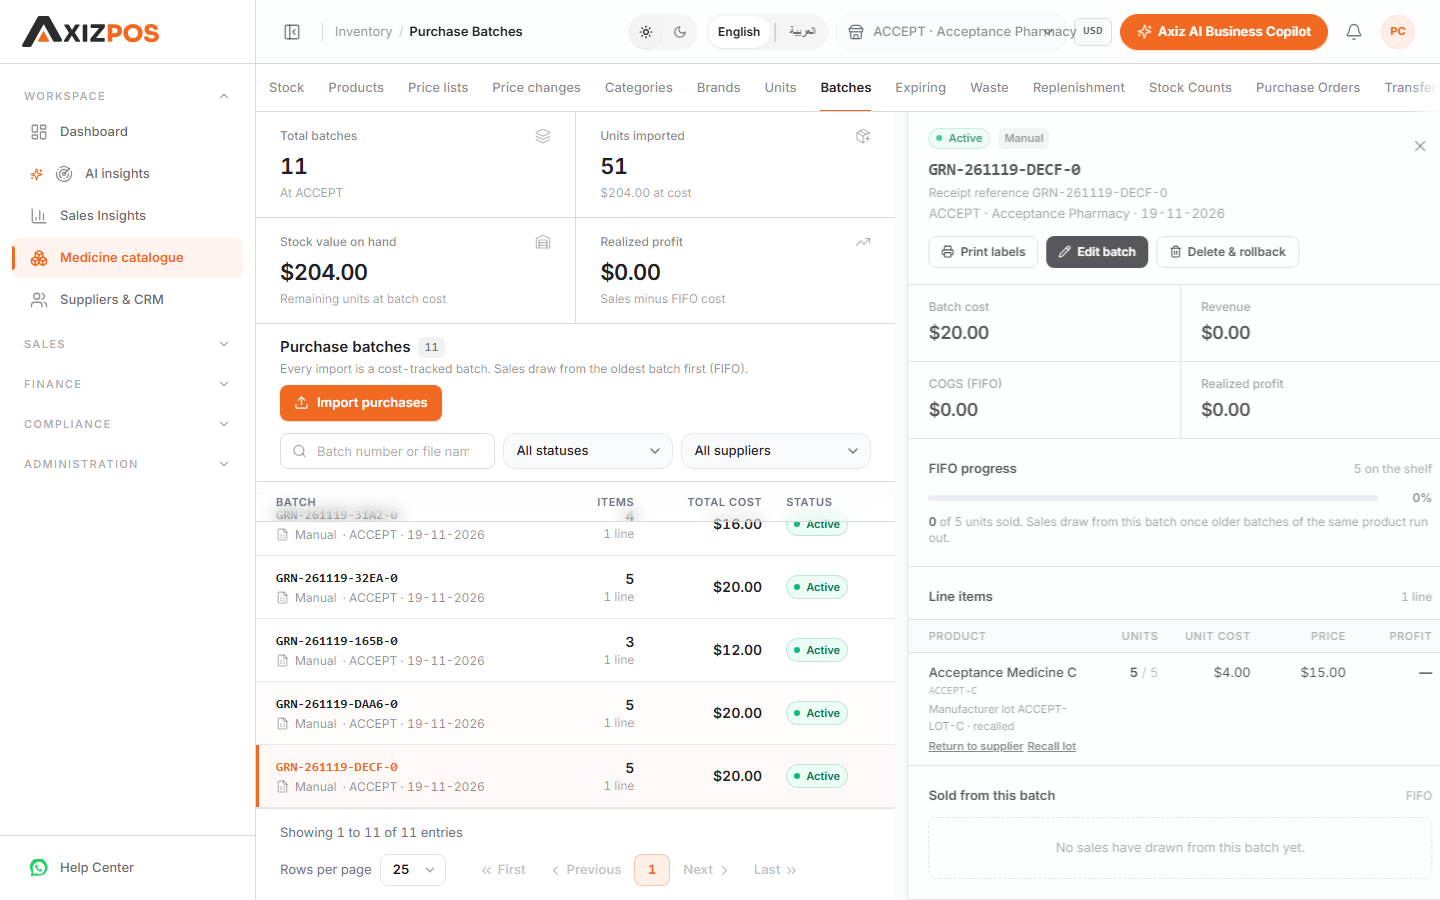 AXIZPOS
WORKSPACE
Dashboard
AI insights
Sales Insights
Medicine catalogue
Suppliers & CRM
SALES
FINANCE
COMPLIANCE
ADMINISTRATION
Help Center
Inventory / Purchase Batches
English
العربية
ACCEPT · Acceptance Pharmacy
USD
Axiz AI Business Copilot
PC
Stock Products Price lists Price changes Categories Brands Units Batches Expiring Waste Replenishment Stock Counts Purchase Orders Transfer
Total batches
11
At ACCEPT
Units imported
51
$204.00 at cost
Stock value on hand
$204.00
Remaining units at batch cost
Realized profit
$0.00
Sales minus FIFO cost
Purchase batches 11
Every import is a cost-tracked batch. Sales draw from the oldest batch first (FIFO).
Import purchases
Batch number or file nam
All statuses
All suppliers
BATCH ITEMS TOTAL COST STATUS
GRN-261119-31A2-0 4 $16.00 Active
Manual · ACCEPT · 19-11-2026 1 line
GRN-261119-32EA-0 5 $20.00 Active
Manual · ACCEPT · 19-11-2026 1 line
GRN-261119-165B-0 3 $12.00 Active
Manual · ACCEPT · 19-11-2026 1 line
GRN-261119-DAA6-0 5 $20.00 Active
Manual · ACCEPT · 19-11-2026 1 line
GRN-261119-DECF-0 5 $20.00 Active
Manual · ACCEPT · 19-11-2026 1 line
Showing 1 to 11 of 11 entries
Rows per page 25 « First ‹ Previous 1 Next › Last »
Active Manual
GRN-261119-DECF-0
Receipt reference GRN-261119-DECF-0
ACCEPT · Acceptance Pharmacy · 19-11-2026
Print labels Edit batch Delete & rollback
Batch cost
$20.00
Revenue
$0.00
COGS (FIFO)
$0.00
Realized profit
$0.00
FIFO progress 5 on the shelf
0%
0 of 5 units sold. Sales draw from this batch once older batches of the same product run
out.
Line items 1 line
PRODUCT UNITS UNIT COST PRICE PROFIT
Acceptance Medicine C 5 / 5 $4.00 $15.00 —
ACCEPT-C
Manufacturer lot ACCEPT-
LOT-C · recalled
Return to supplier Recall lot
Sold from this batch FIFO
No sales have drawn from this batch yet.